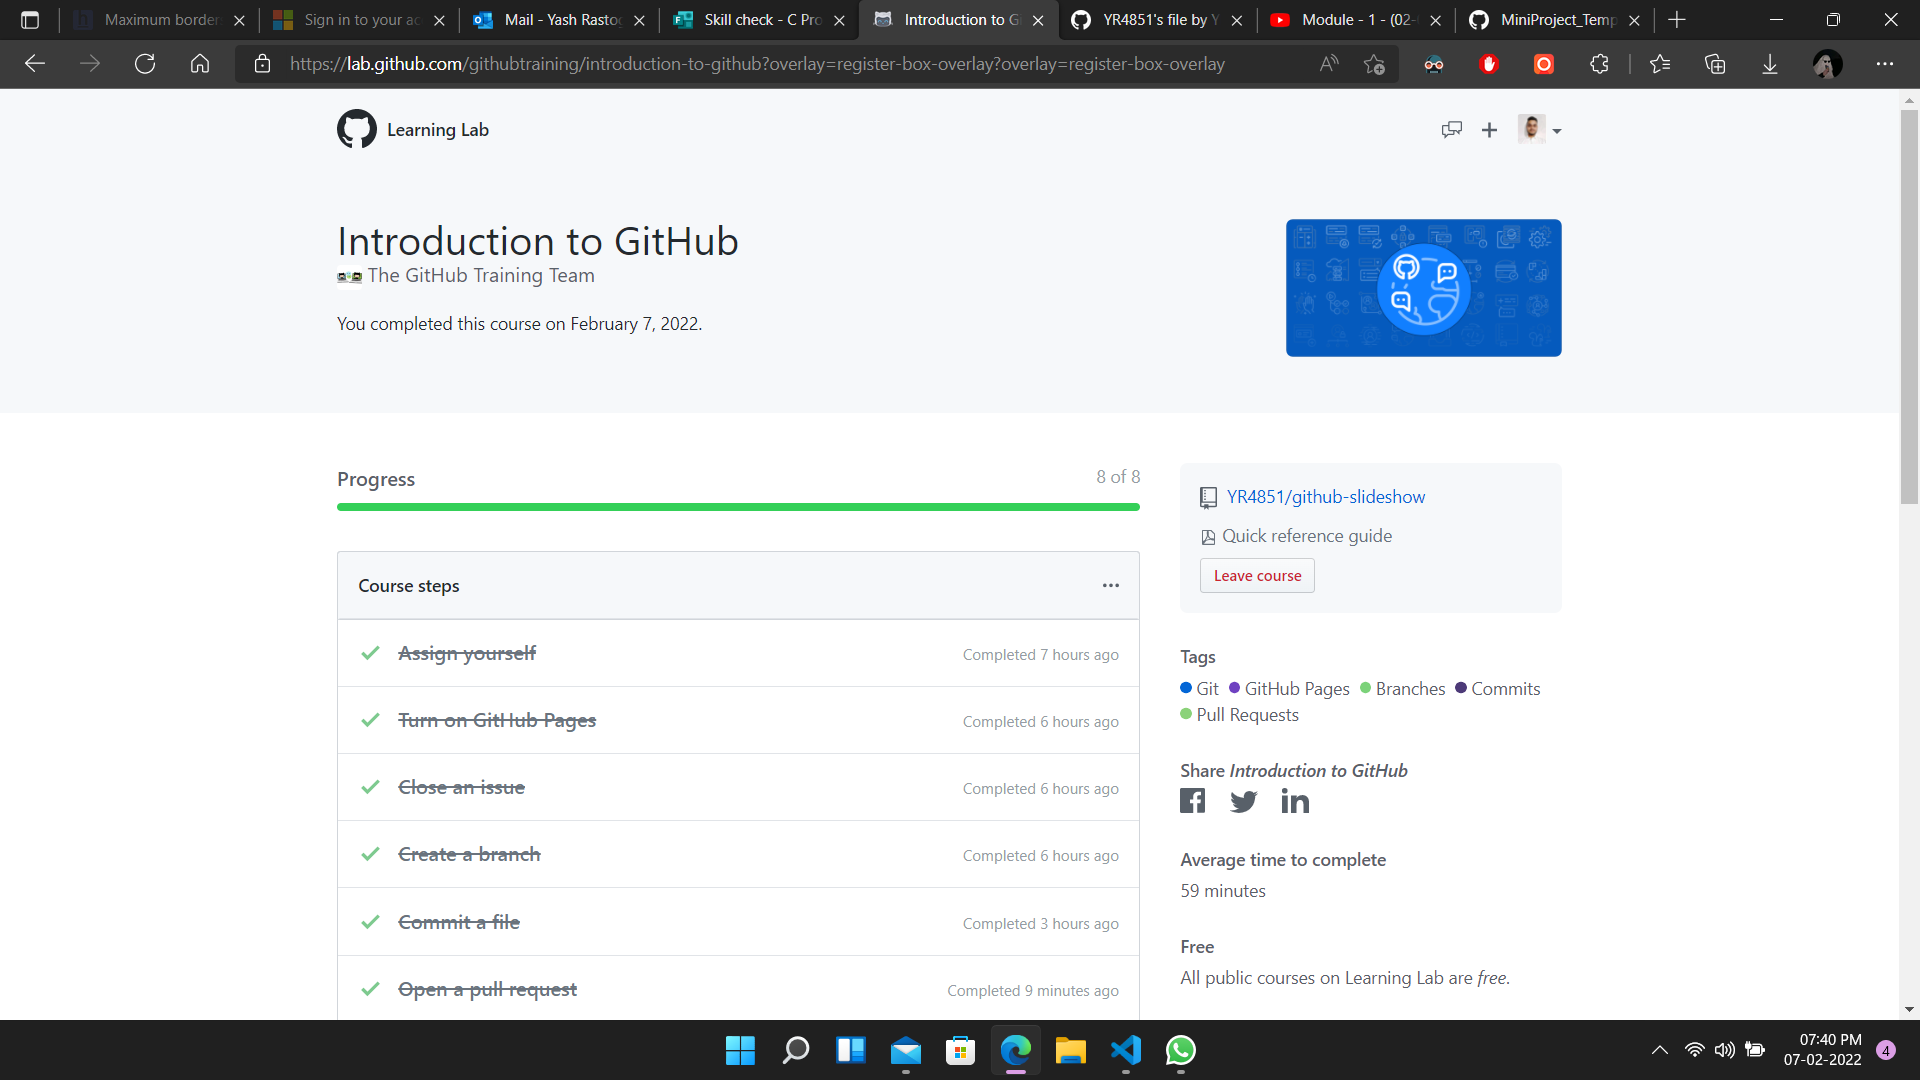 Maximum border
Sign in to your ac
Mail - Yash Rastog
Skill check - C Pro
Introduction to G
YR4851's file by Y
Module - 1 - (02-
MiniProject_Temp
https://lab.github.com/githubtraining/introduction-to-github?overlay=register-box-overlay?overlay=register-box-overlay
Learning Lab
Introduction to GitHub
The GitHub Training Team
You completed this course on February 7, 2022.
Progress
8 of 8
Course steps
Assign yourself
Completed 7 hours ago
Turn on GitHub Pages
Completed 6 hours ago
Close an issue
Completed 6 hours ago
Create a branch
Completed 6 hours ago
Commit a file
Completed 3 hours ago
Open a pull request
Completed 9 minutes ago
YR4851/github-slideshow
Quick reference guide
Leave course
Tags
Git GitHub Pages Branches Commits
Pull Requests
Share Introduction to GitHub
Average time to complete
59 minutes
Free
All public courses on Learning Lab are free.
07:40 PM
07-02-2022
4